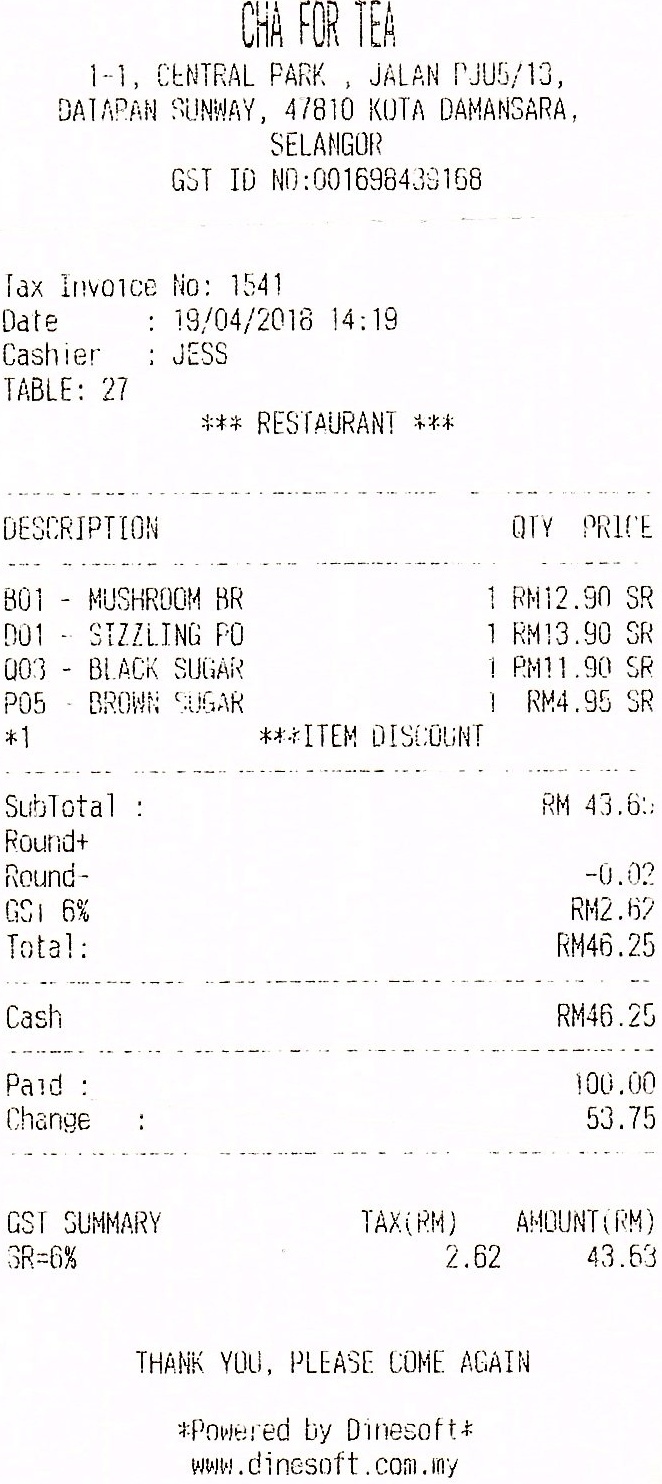 CHA FOR TEA
1-1, CENTRAL PARK , JALAN PJU5/13,
DATARAN SUNWAY, 47810 KOTA DAMANSARA,
SELANGOR
GST ID NO:001698438168
Tax Invoice No: 1541
Date : 19/04/2018 14:19
Cashier : JESS
TABLE: 27
*** RESTAURANT ***
DESCRIPTION QTY PRICE
B01 - MUSHROOM BR 1 RM12.90 SR
D01 - SIZZLING PO 1 RM13.90 SR
Q03 - BLACK SUGAR 1 RM11.90 SR
P05 - BROWN SUGAR 1 RM4.95 SR
*1 ***ITEM DISCOUNT
SubTotal : RM 43.65
Round+
Round- -0.02
GST 6% RM2.62
Total: RM46.25
Cash RM46.25
Paid : 100.00
Change : 53.75
GST SUMMARY TAX(RM) AMOUNT(RM)
SR=6% 2.62 43.63
THANK YOU, PLEASE COME AGAIN
*Powered by Dinesoft*
www.dinesoft.com.my